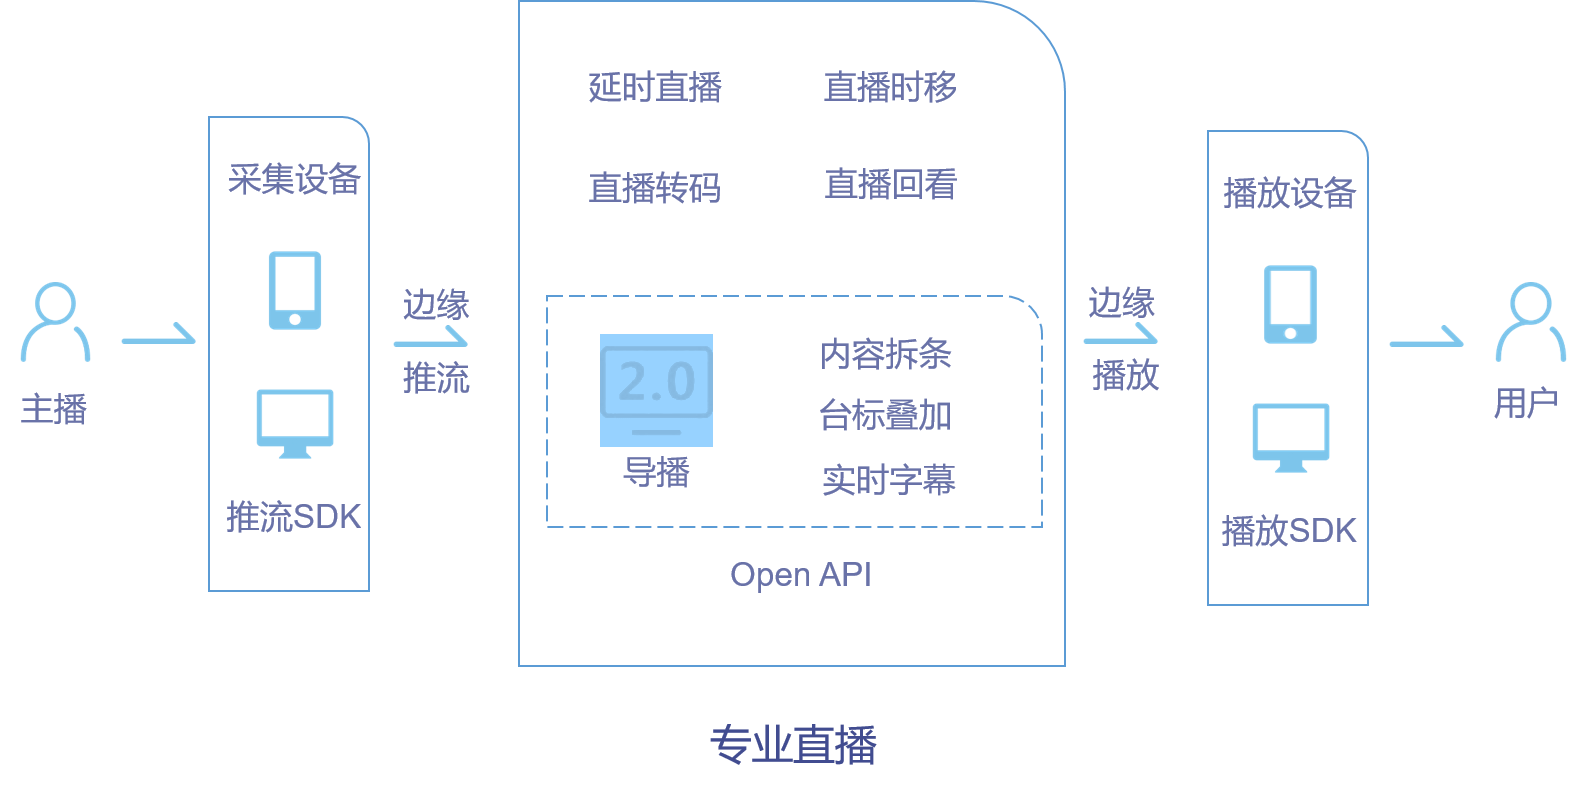 主播
采集设备
推流SDK
边缘
推流
延时直播
直播时移
直播转码
直播回看
2.0
导播
内容拆条
台标叠加
实时字幕
Open API
边缘
播放
播放设备
播放SDK
用户
专业直播